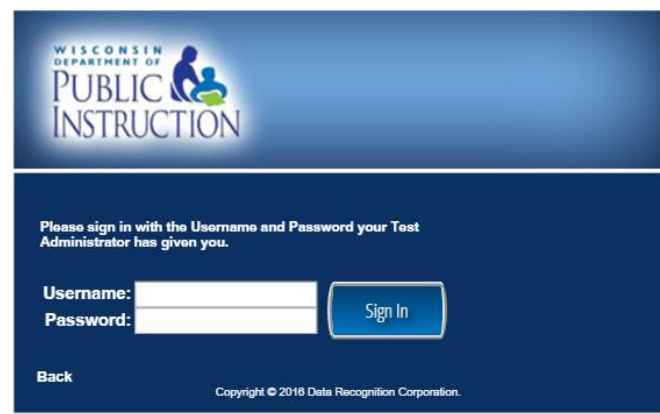 WISCONSIN
DEPARTMENT OF
PUBLIC
INSTRUCTION
Please sign in with the Username and Password your Test
Administrator has given you.
Username:
Password:
Sign In
Back
Copyright © 2016 Data Recognition Corporation.